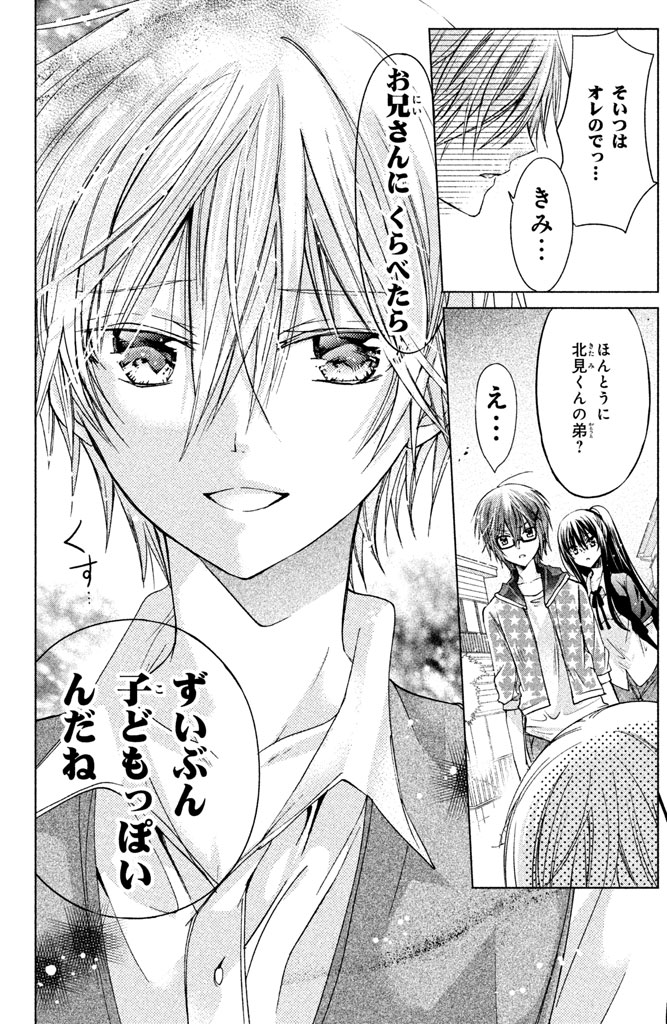 そいつは
オレのでっ…
きみ…
ほんとうに
北見くんの弟?
え…
お兄さんに くらべたら
くす…
ずいぶん
子どもっぽい
んだね